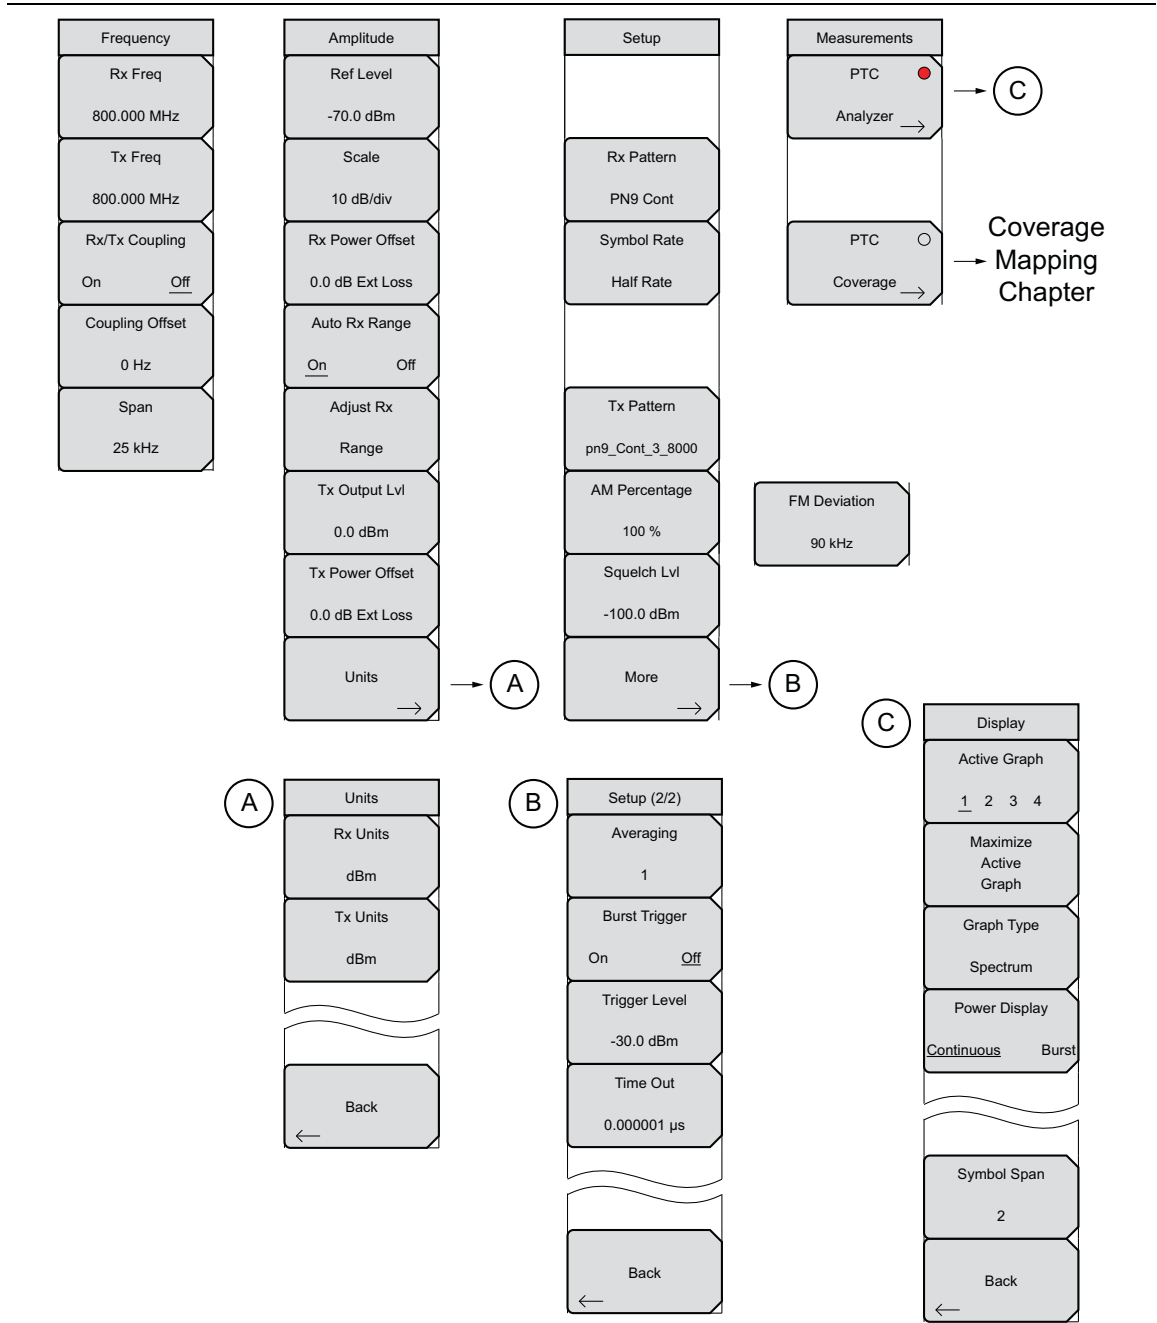 Frequency
Rx Freq
800.000 MHz
Tx Freq
800.000 MHz
Rx/Tx Coupling
On Off
Coupling Offset
0 Hz
Span
25 kHz
Amplitude
Ref Level
-70.0 dBm
Scale
10 dB/div
Rx Power Offset
0.0 dB Ext Loss
Auto Rx Range
On Off
Adjust Rx
Range
Tx Output Lvl
0.0 dBm
Tx Power Offset
0.0 dB Ext Loss
Units
A
Setup
Rx Pattern
PN9 Cont
Symbol Rate
Half Rate
Tx Pattern
pn9_Cont_3_8000
AM Percentage
100 %
Squelch Lvl
-100.0 dBm
More
B
Measurements
PTC
Analyzer
C
PTC
Coverage
Coverage
Mapping
Chapter
FM Deviation
90 kHz
A
Units
Rx Units
dBm
Tx Units
dBm
Back
B
Setup (2/2)
Averaging
1
Burst Trigger
On Off
Trigger Level
-30.0 dBm
Time Out
0.000001 µs
Back
C
Display
Active Graph
1 2 3 4
Maximize
Active
Graph
Graph Type
Spectrum
Power Display
Continuous Burst
Symbol Span
2
Back